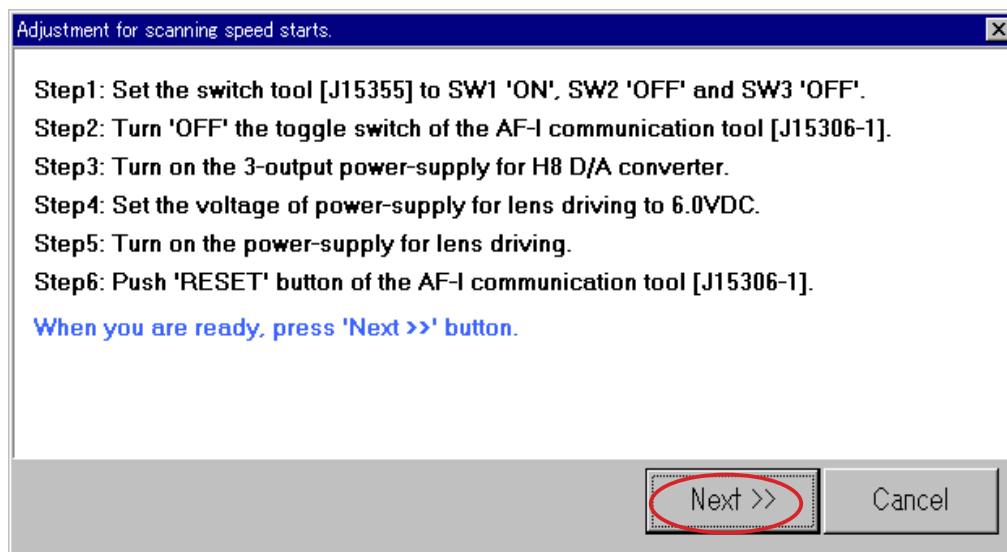 Adjustment for scanning speed starts.
Step1: Set the switch tool [J15355] to SW1 'ON', SW2 'OFF' and SW3 'OFF'.
Step2: Turn 'OFF' the toggle switch of the AF-I communication tool [J15306-1].
Step3: Turn on the 3-output power-supply for H8 D/A converter.
Step4: Set the voltage of power-supply for lens driving to 6.0VDC.
Step5: Turn on the power-supply for lens driving.
Step6: Push 'RESET' button of the AF-I communication tool [J15306-1].
When you are ready, press 'Next >>' button.
Next >>
Cancel